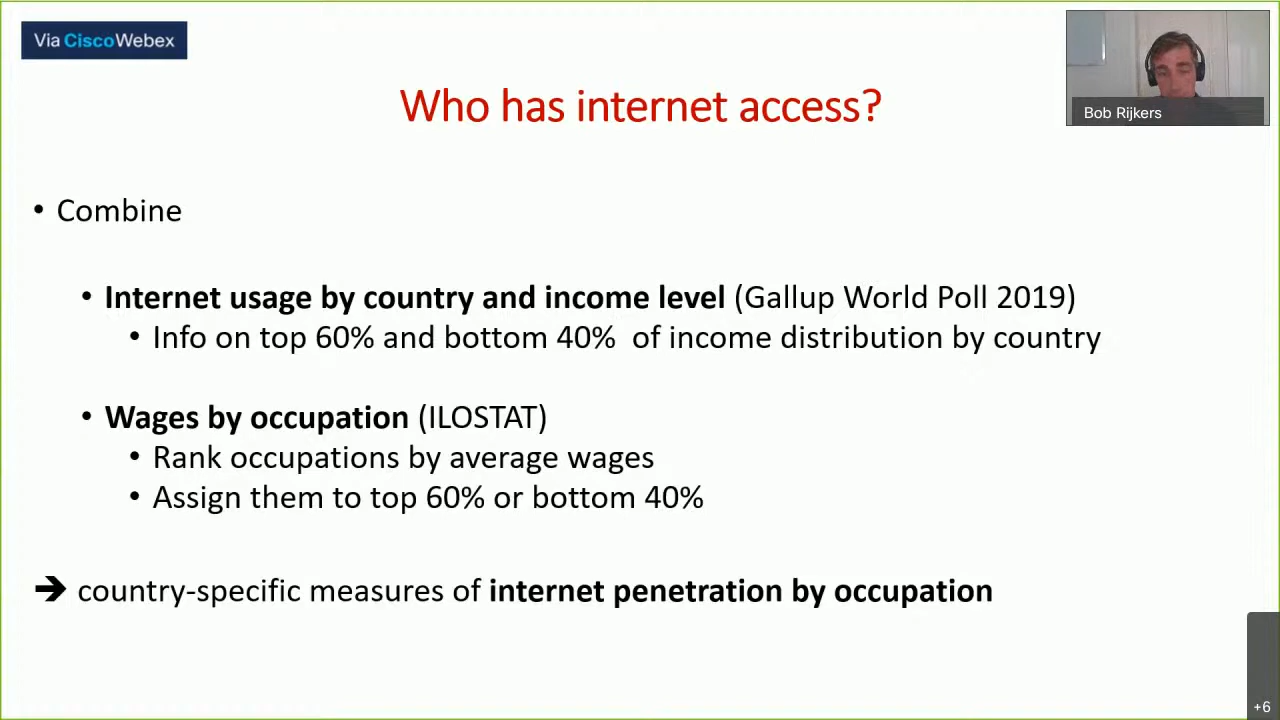 Via CiscoWebex
Who has internet access?
Bob Rijkers
• Combine
• Internet usage by country and income level (Gallup World Poll 2019)
• Info on top 60% and bottom 40% of income distribution by country
• Wages by occupation (ILOSTAT)
• Rank occupations by average wages
• Assign them to top 60% or bottom 40%
➔ country-specific measures of internet penetration by occupation
+6